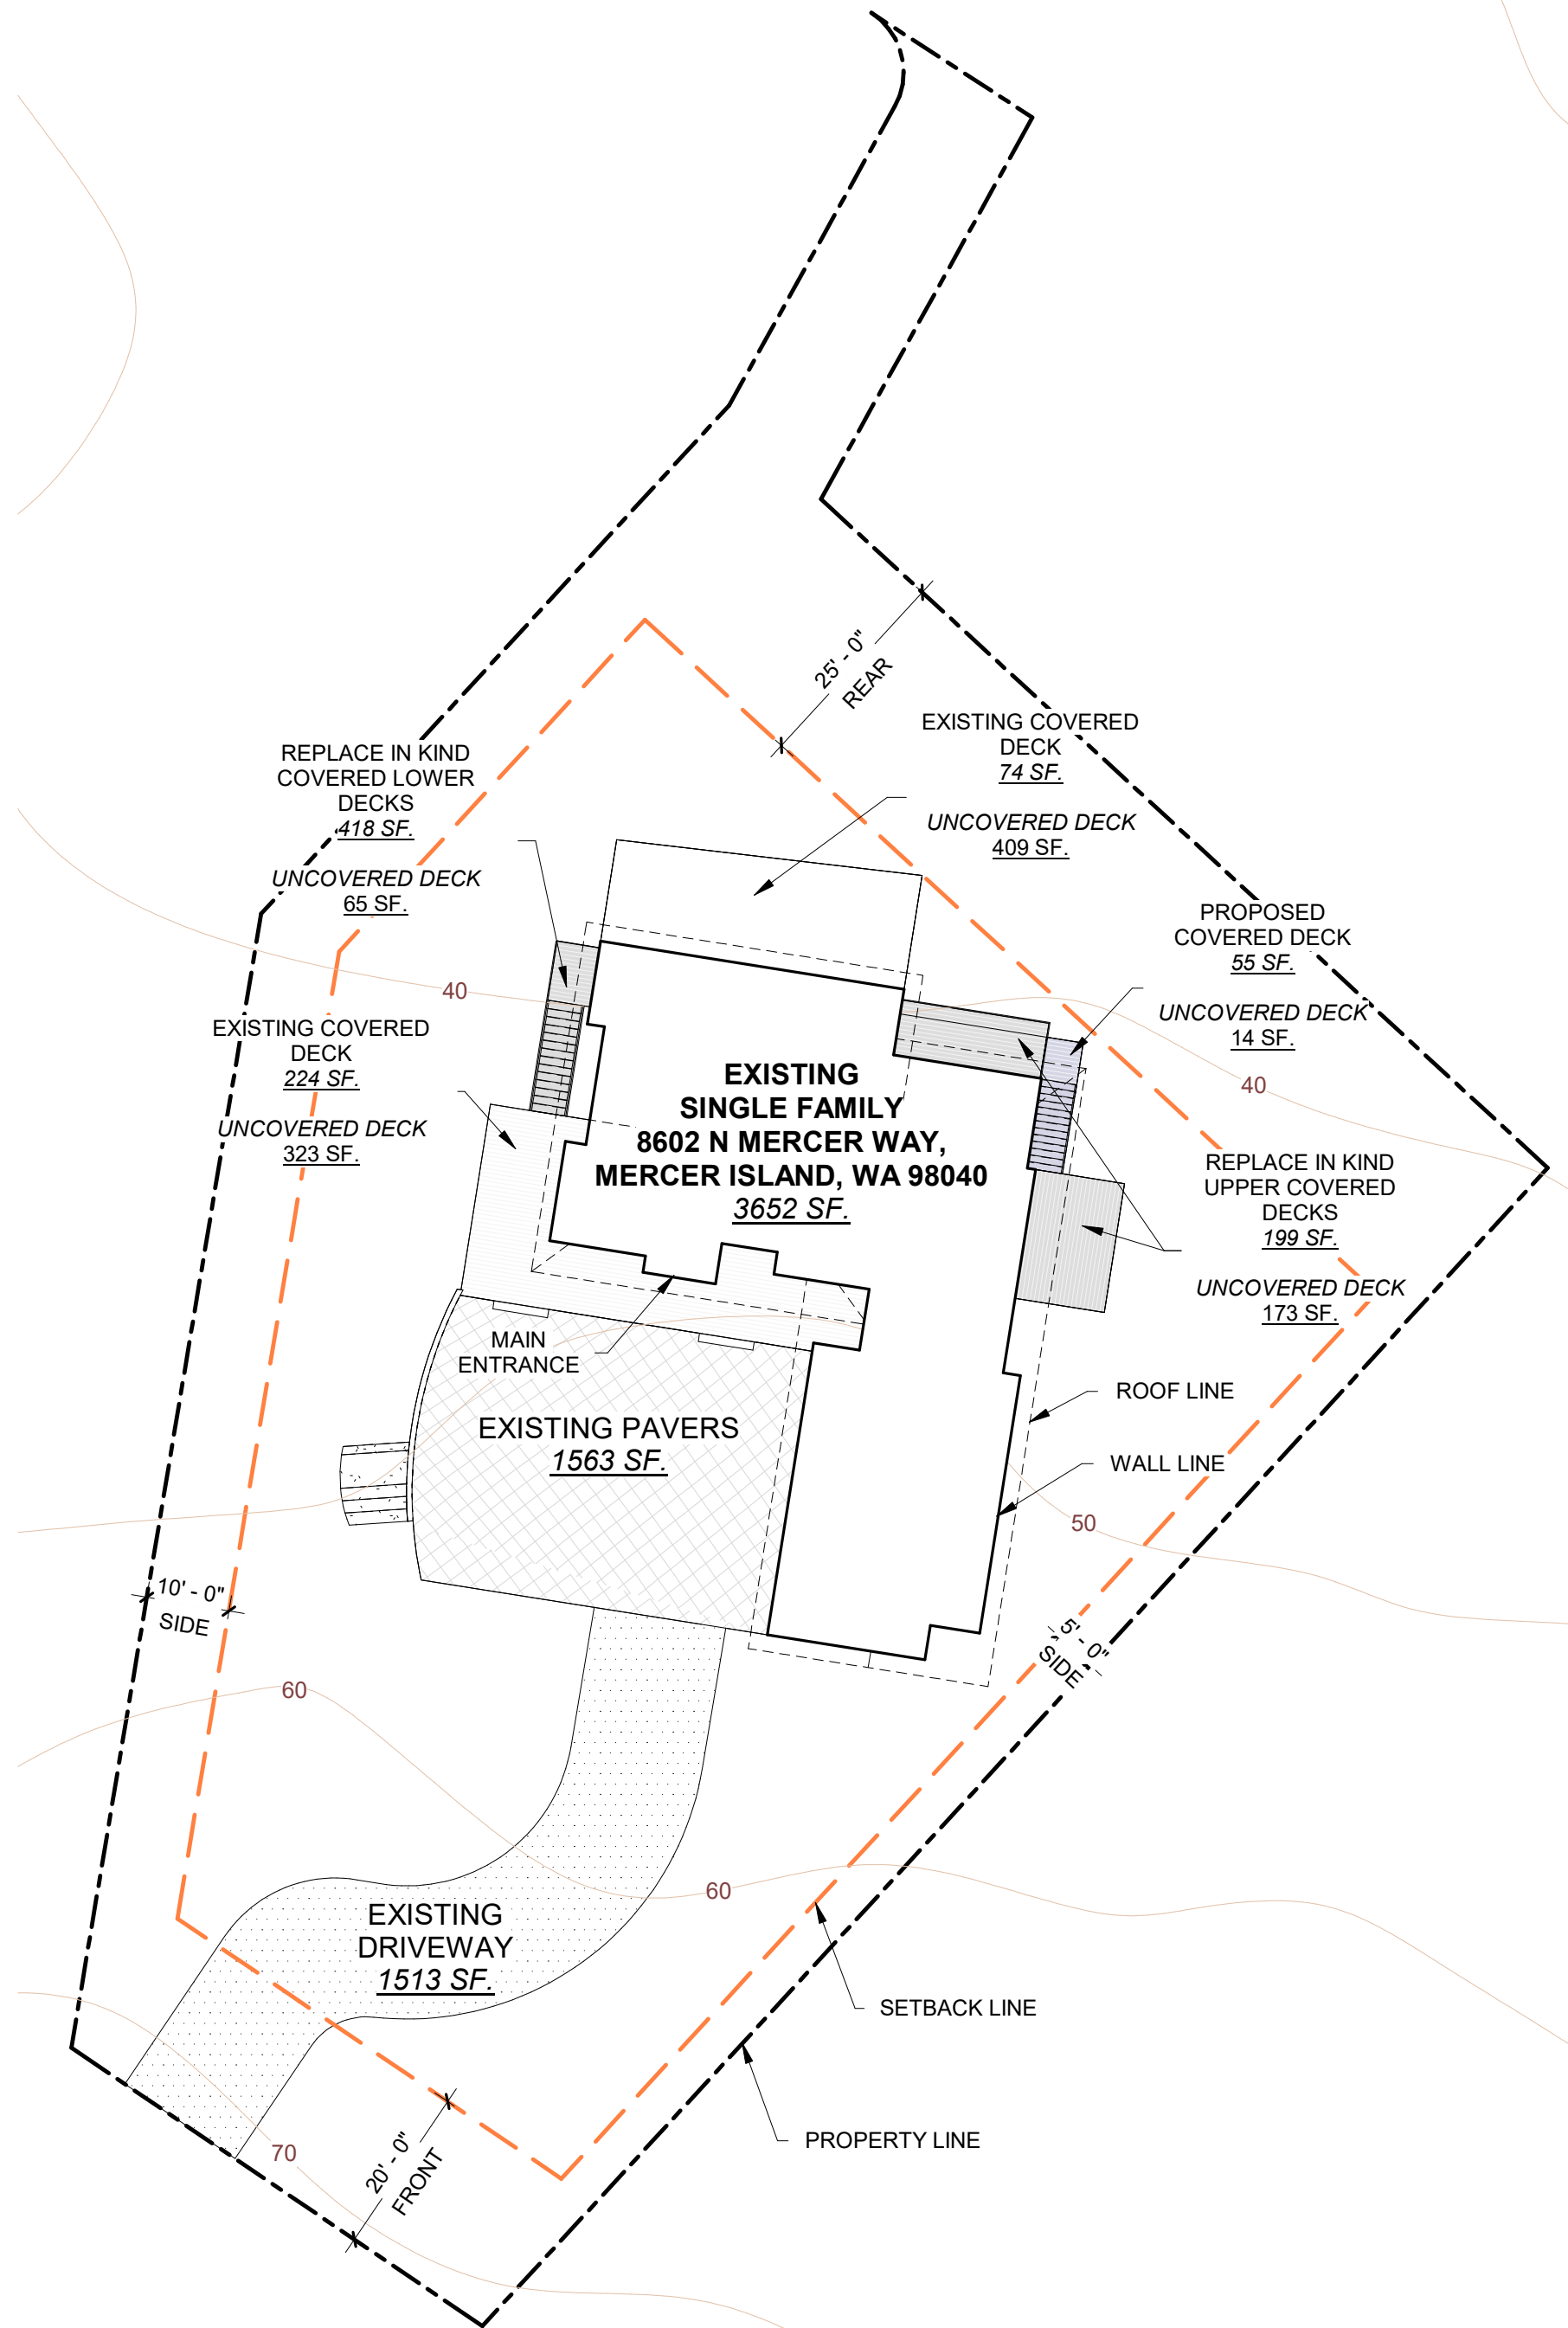 25' - 0"
REAR
EXISTING COVERED
DECK
74 SF.
UNCOVERED DECK
409 SF.
REPLACE IN KIND
COVERED LOWER
DECKS
418 SF.
UNCOVERED DECK
65 SF.
PROPOSED
COVERED DECK
55 SF.
UNCOVERED DECK
14 SF.
40
EXISTING COVERED
DECK
224 SF.
UNCOVERED DECK
323 SF.
EXISTING
SINGLE FAMILY
8602 N MERCER WAY,
MERCER ISLAND, WA 98040
3652 SF.
40
REPLACE IN KIND
UPPER COVERED
DECKS
199 SF.
UNCOVERED DECK
173 SF.
MAIN
ENTRANCE
ROOF LINE
EXISTING PAVERS
1563 SF.
WALL LINE
50
10' - 0"
SIDE
5' - 0"
SIDE
60
60
EXISTING
DRIVEWAY
1513 SF.
SETBACK LINE
PROPERTY LINE
70
20' - 0"
FRONT